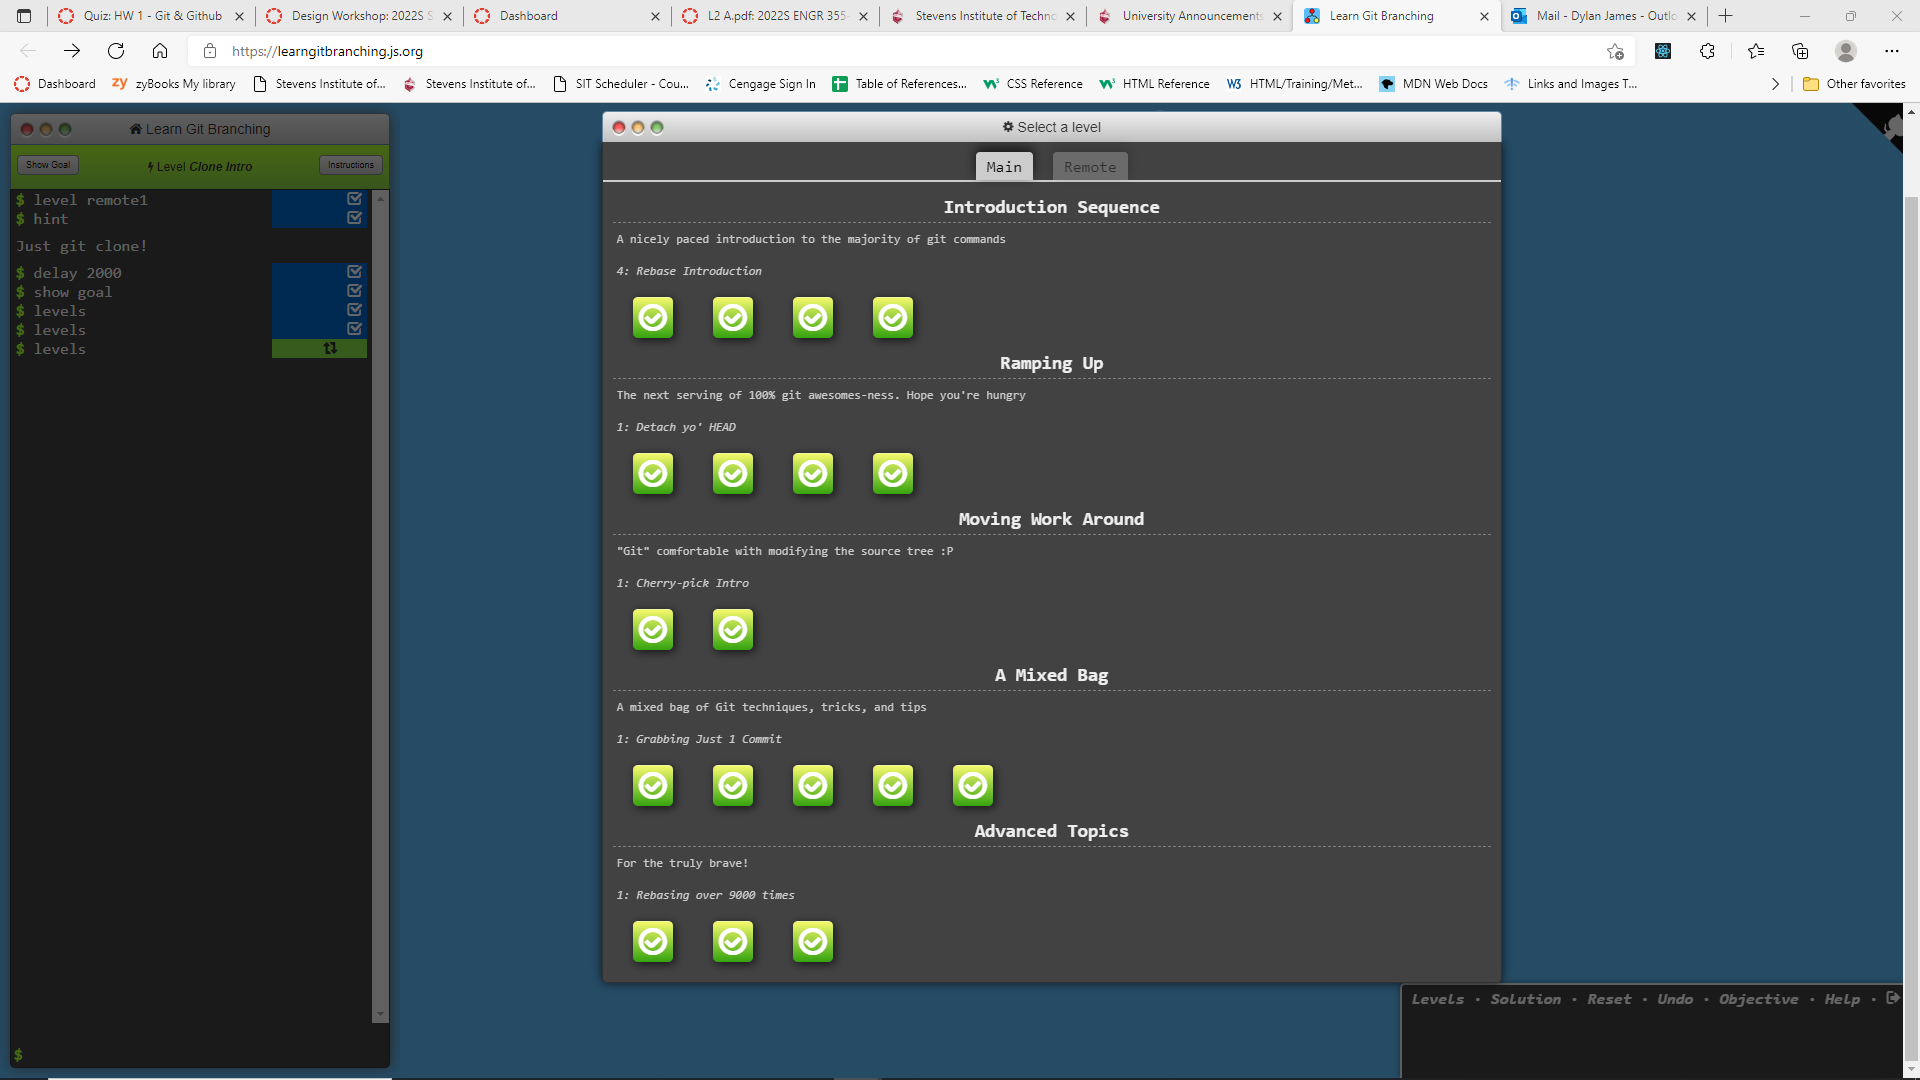 Quiz: HW 1 - Git & Github
Design Workshop: 2022S S
Dashboard
L2 A.pdf: 2022S ENGR 355-
Stevens Institute of Techno
University Announcements
Learn Git Branching
Mail - Dylan James - Outlo
https://learngitbranching.js.org
Dashboard
zyBooks My library
Stevens Institute of...
Stevens Institute of...
SIT Scheduler - Cou...
Cengage Sign In
Table of References...
CSS Reference
HTML Reference
HTML/Training/Met...
MDN Web Docs
Links and Images T...
Other favorites
Learn Git Branching
Show Goal
Level Clone Intro
Instructions
$ level remote1
$ hint
Just git clone!
$ delay 2000
$ show goal
$ levels
$ levels
$ levels
$
Select a level
Main
Remote
Introduction Sequence
A nicely paced introduction to the majority of git commands
4: Rebase Introduction
Ramping Up
The next serving of 100% git awesomes-ness. Hope you're hungry
1: Detach yo' HEAD
Moving Work Around
"Git" comfortable with modifying the source tree :P
1: Cherry-pick Intro
A Mixed Bag
A mixed bag of Git techniques, tricks, and tips
1: Grabbing Just 1 Commit
Advanced Topics
For the truly brave!
1: Rebasing over 9000 times
Levels · Solution · Reset · Undo · Objective · Help ·